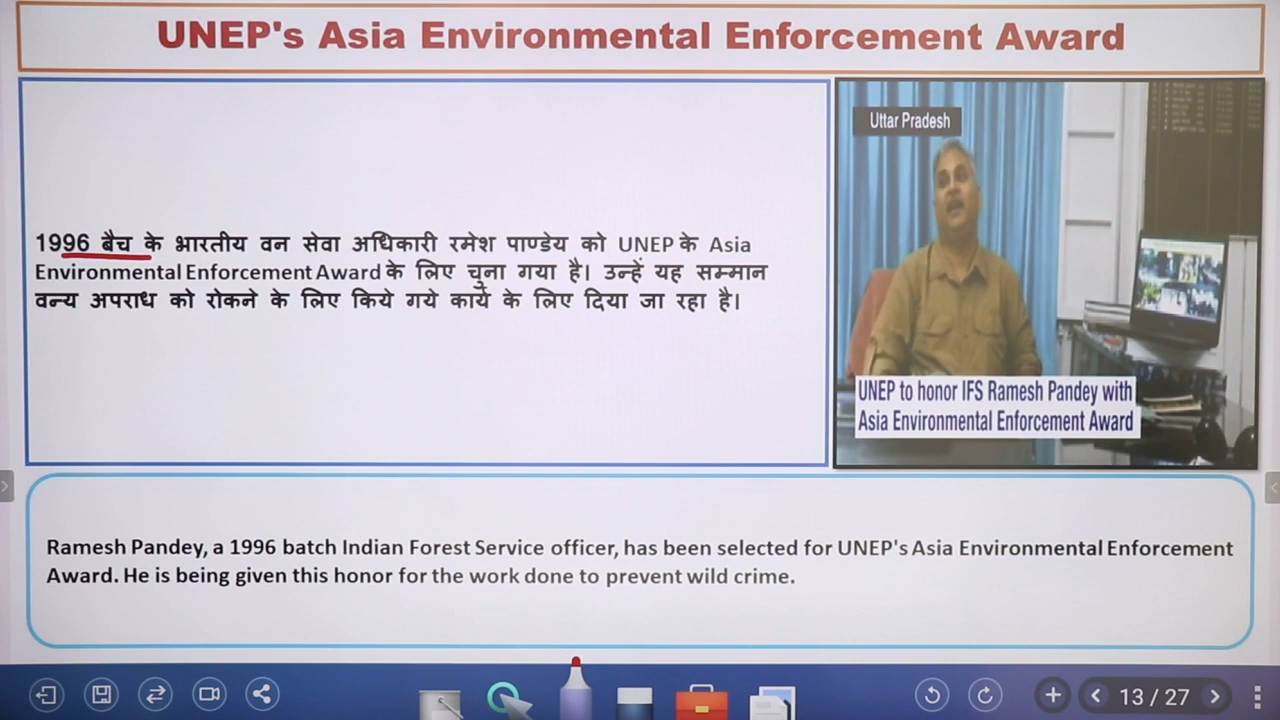 UNEP's Asia Environmental Enforcement Award
Uttar Pradesh
1996 बैच के भारतीय वन सेवा अधिकारी रमेश पाण्डेय को UNEP के Asia
Environmental Enforcement Award के लिए चुना गया है। उन्हें यह सम्मान
वन्य अपराध को रोकने के लिए किये गये कार्य के लिए दिया जा रहा है।
UNEP to honor IFS Ramesh Pandey with
Asia Environmental Enforcement Award
Ramesh Pandey, a 1996 batch Indian Forest Service officer, has been selected for UNEP's Asia Environmental Enforcement
Award. He is being given this honor for the work done to prevent wild crime.
13 / 27